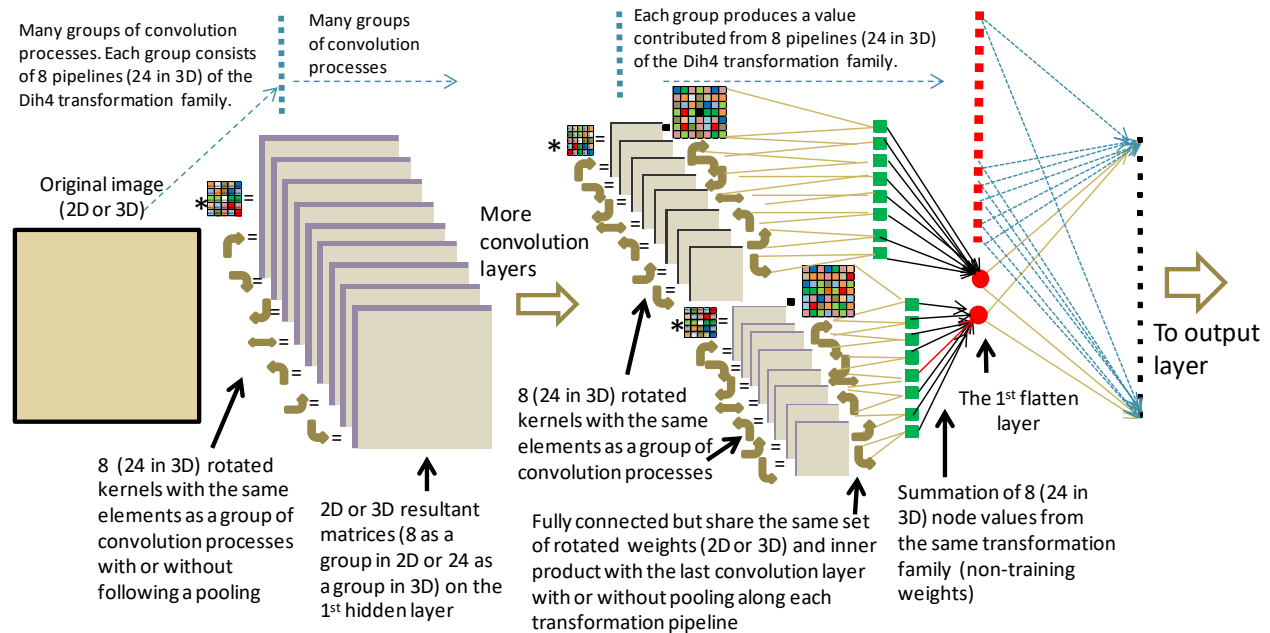 Many groups of convolution
processes. Each group consists
of 8 pipelines (24 in 3D) of the
Dih4 transformation family.
Many groups
of convolution
processes
Each group produces a value
contributed from 8 pipelines (24 in 3D)
of the Dih4 transformation family.
Original image
(2D or 3D)
*
=
=
=
=
=
=
=
=
More
convolution
layers
*
=
=
=
=
=
=
*
=
=
=
=
=
=
=
To output
layer
The 1st flatten
layer
8 (24 in 3D) rotated
kernels with the same
elements as a group of
convolution processes
with or without
following a pooling
2D or 3D resultant
matrices (8 as a
group in 2D or 24 as
a group in 3D) on the
1st hidden layer
8 (24 in 3D) rotated
kernels with the same
elements as a group of
convolution processes
Fully connected but share the same set
of rotated weights (2D or 3D) and inner
product with the last convolution layer
with or without pooling along each
transformation pipeline
Summation of 8 (24 in
3D) node values from
the same transformation
family (non-training
weights)